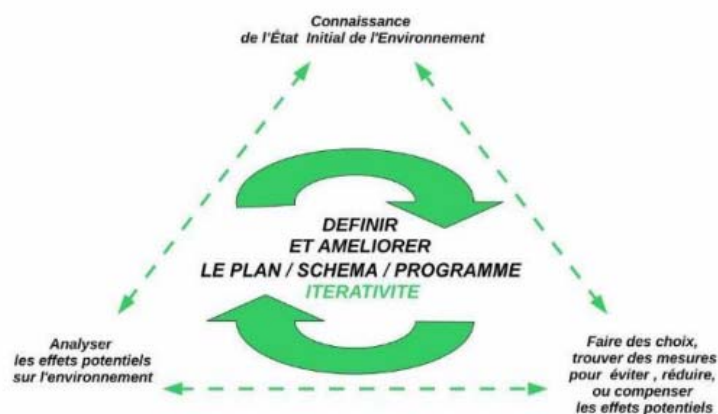 Connaissance
de l'État Initial de l'Environnement
DEFINIR
ET AMELIORER
LE PLAN / SCHEMA / PROGRAMME
ITERATIVITE
Analyser
les effets potentiels
sur l'environnement
Faire des choix,
trouver des mesures
pour éviter , réduire,
ou compenser
les effets potentiels